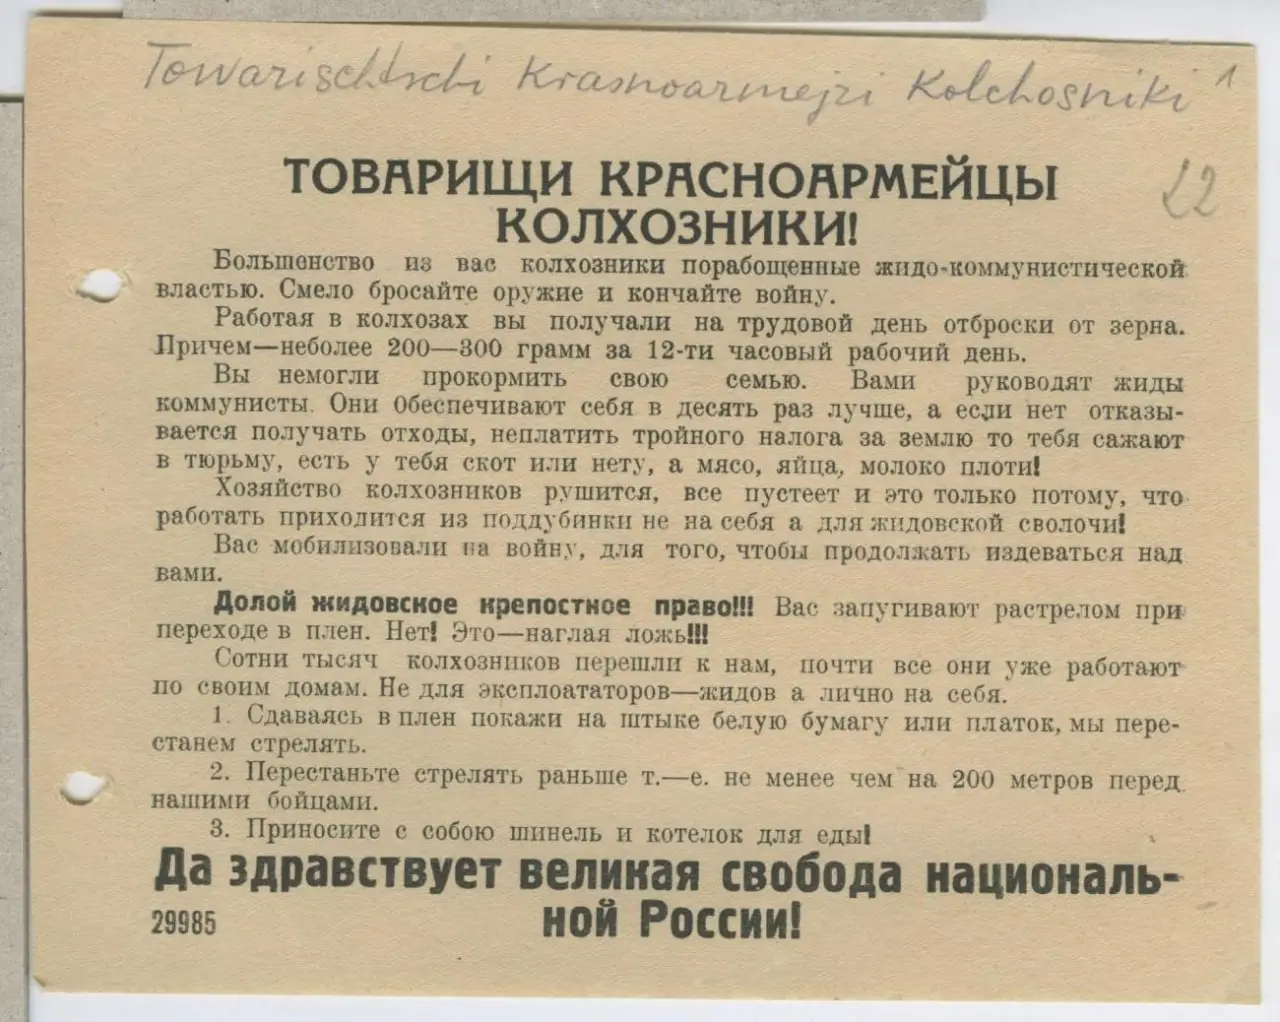 Towarischtschi Krasnoarmejzi Kolchosniki 1
22
ТОВАРИЩИ КРАСНОАРМЕЙЦЫ
КОЛХОЗНИКИ!
Большенство из вас колхозники порабощенные жидо-коммунистической
властью. Смело бросайте оружие и кончайте войну.
Работая в колхозах вы получали на трудовой день отброски от зерна.
Причем—неболее 200—300 грамм за 12-ти часовый рабочий день.
Вы немогли прокормить свою семью. Вами руководят жиды
коммунисты. Они Обеспечивают себя в десять раз лучше, а если нет отказы-
вается получать отходы, неплатить тройного налога за землю то тебя сажают
в тюрьму, есть у тебя скот или нету, а мясо, яйца, молоко плоти!
Хозяйство колхозников рушится, все пустеет и это только потому, что
работать приходится из поддубинки не на себя а для жидовской сволочи!
Вас мобилизовали на войну, для того, чтобы продолжать издеваться над
вами.
Долой жидовское крепостное право!!! Вас запугивают растрелом при
переходе в плен. Нет! Это—наглая ложь!!!
Сотни тысяч колхозников перешли к нам, почти все они уже работают
по своим домам. Не для эксплоататоров—жидов а лично на себя.
1. Сдаваясь в плен покажи на штыке белую бумагу или платок, мы пере-
станем стрелять.
2. Перестаньте стрелять раньше т.—е. не менее чем на 200 метров перед
нашими бойцами.
3. Приносите с собою шинель и котелок для еды!
Да здравствует великая свобода националь-
ной России!
29985